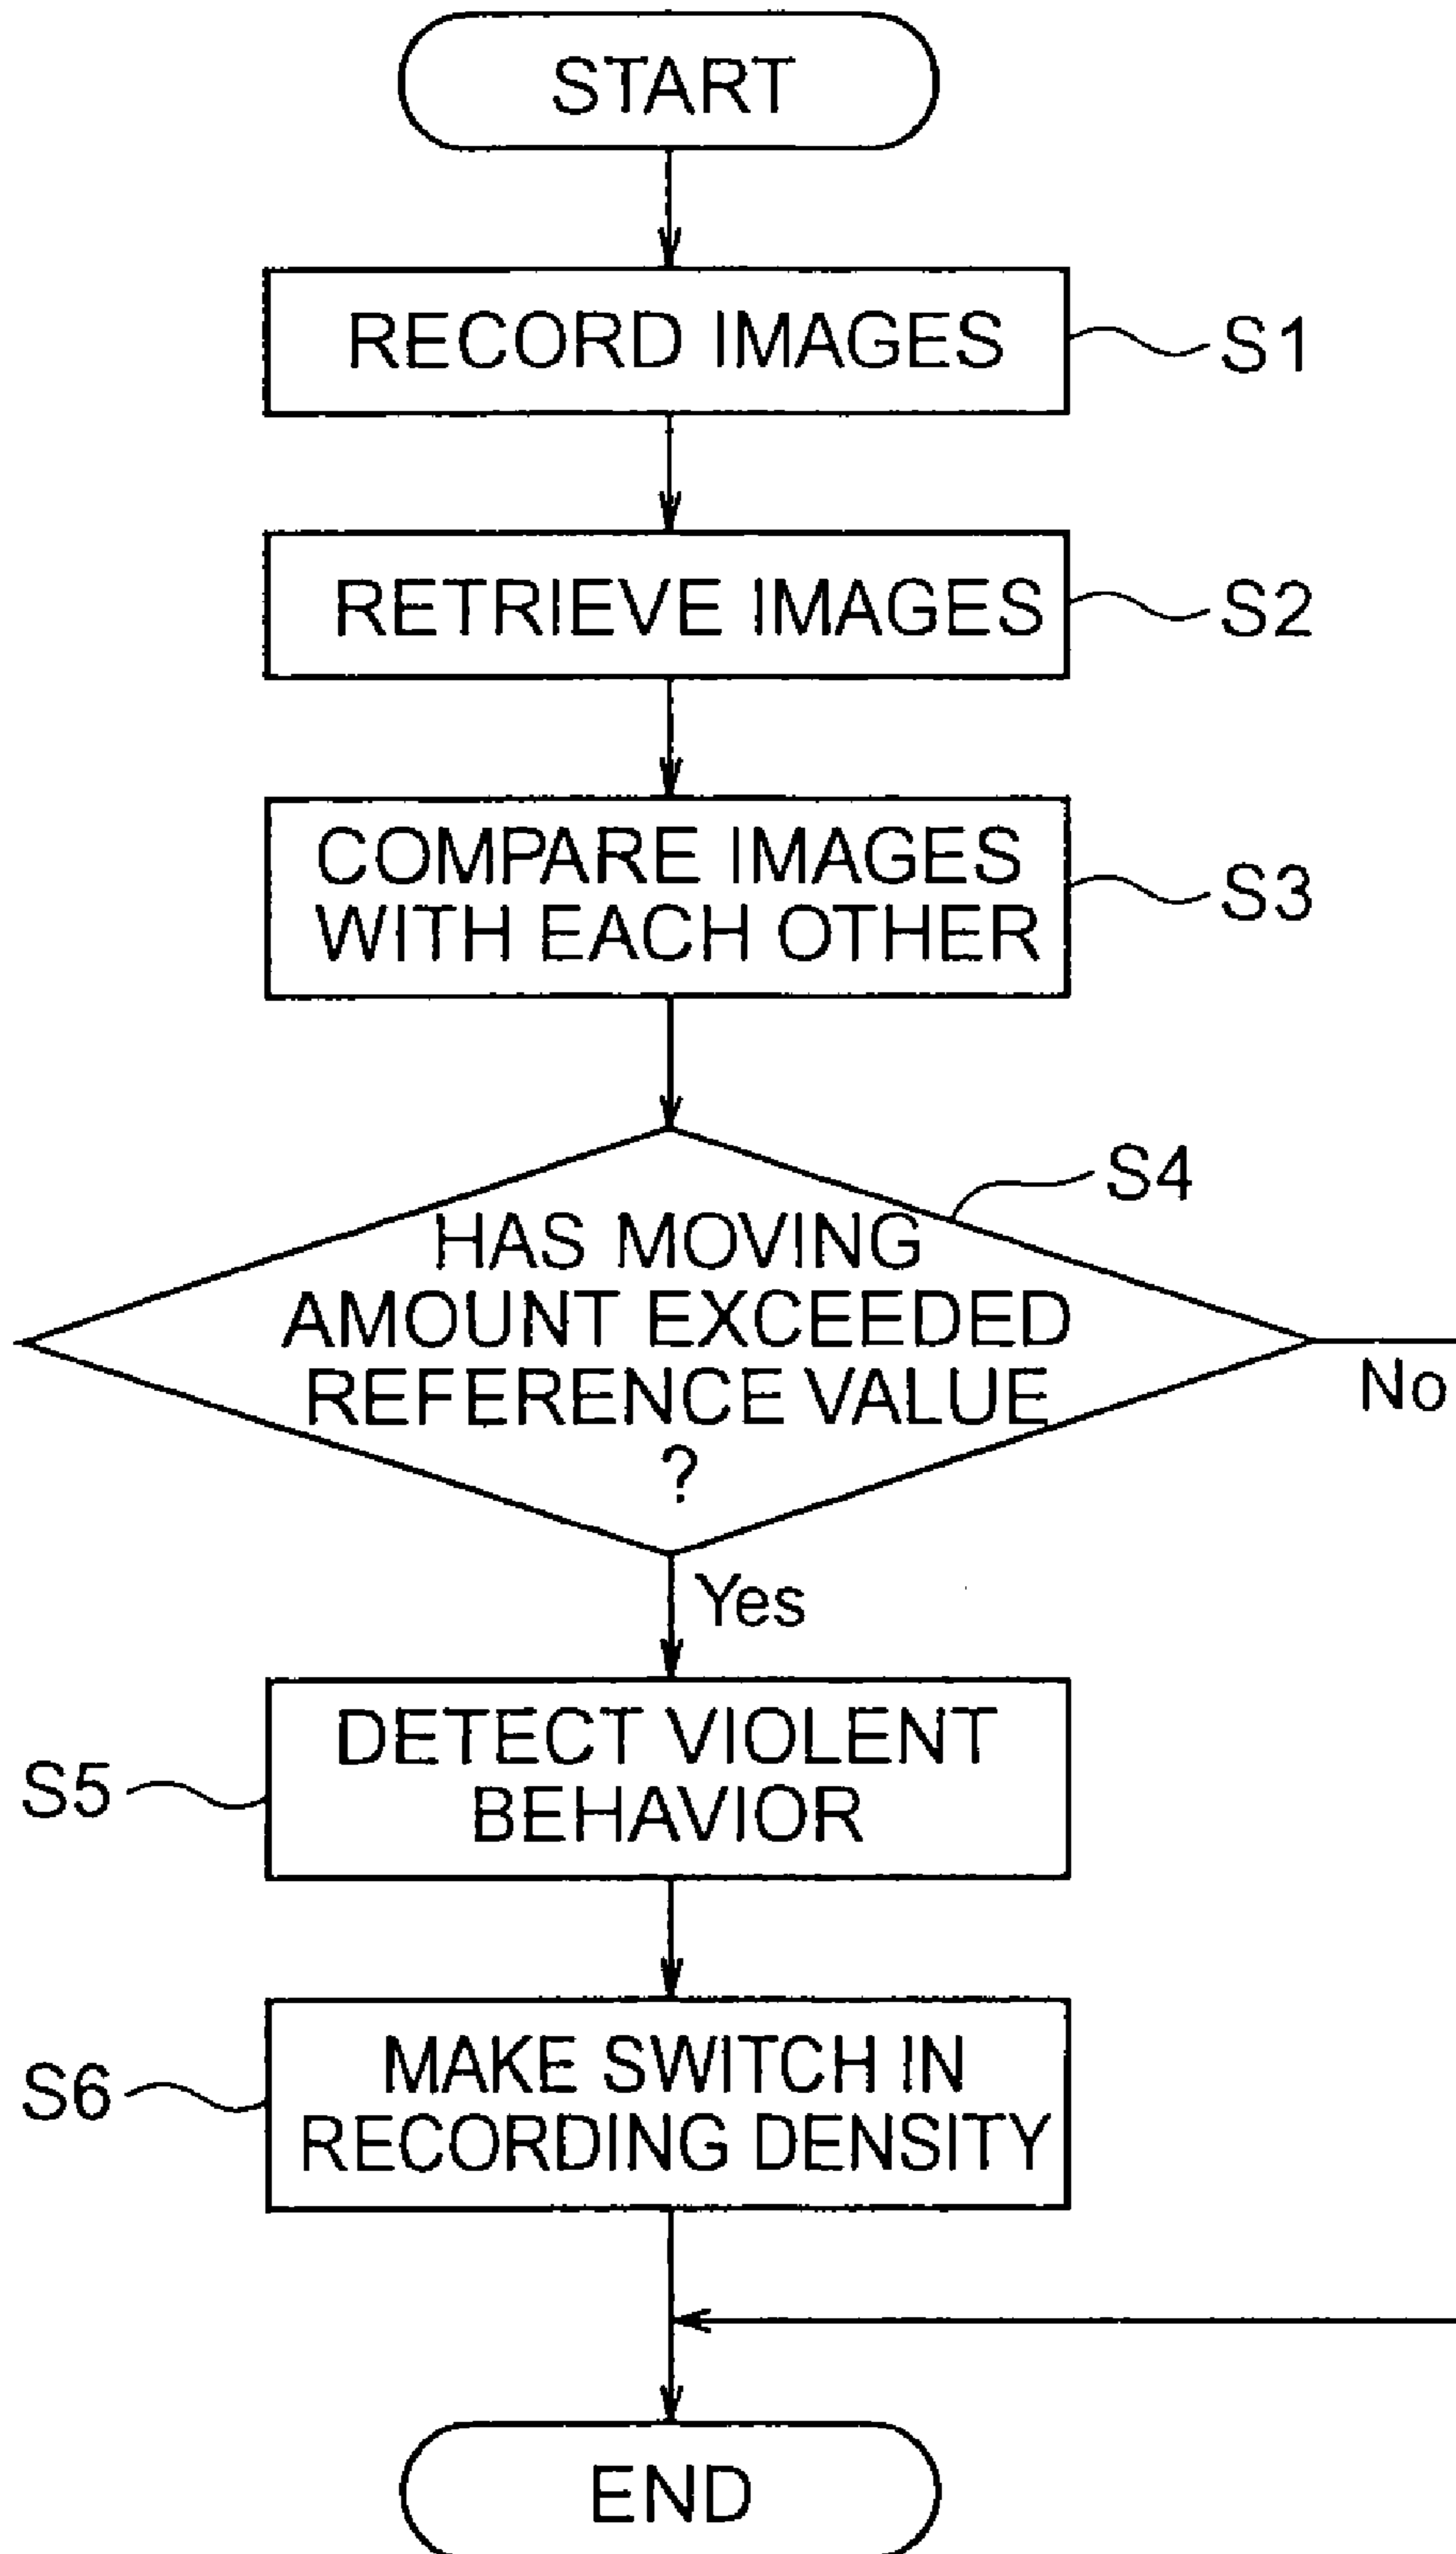 START
RECORD IMAGES
S1
RETRIEVE IMAGES
S2
COMPARE IMAGES
WITH EACH OTHER
S3
S4
HAS MOVING
AMOUNT EXCEEDED
REFERENCE VALUE
?
No
Yes
DETECT VIOLENT
BEHAVIOR
S5
MAKE SWITCH IN
RECORDING DENSITY
S6
END